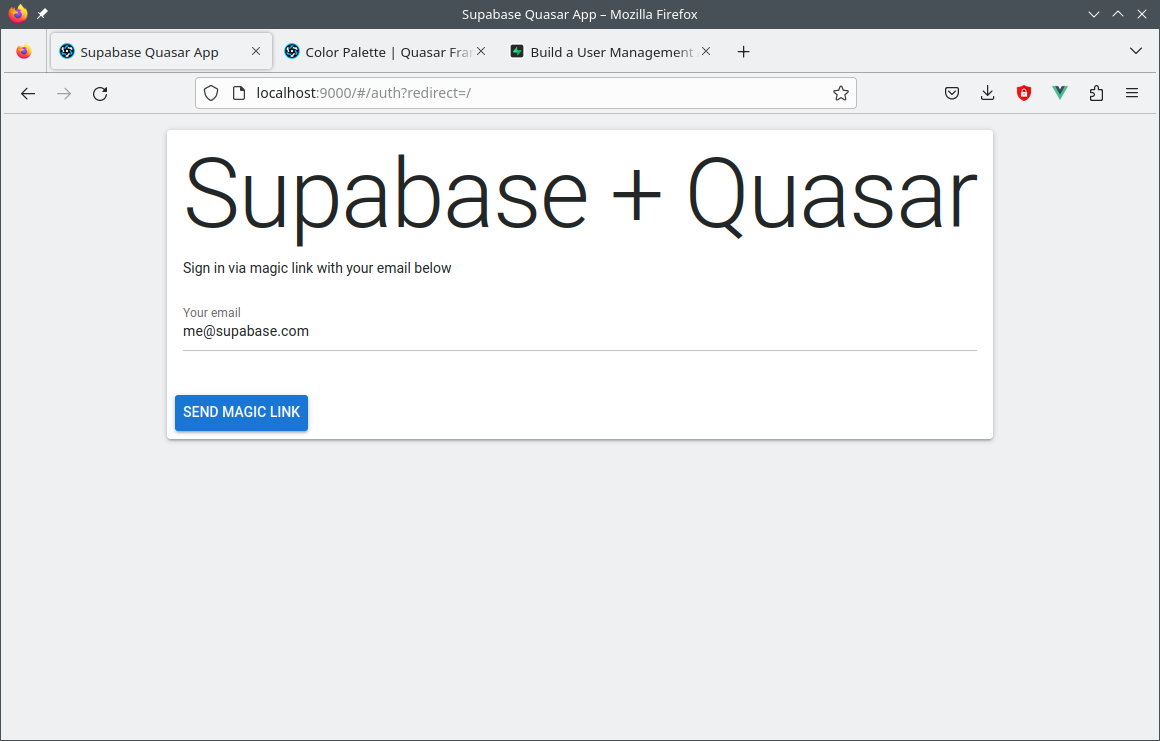 Supabase Quasar App – Mozilla Firefox
Supabase Quasar App
Color Palette | Quasar Fra
Build a User Management
localhost:9000/#/auth?redirect=/
Supabase + Quasar
Sign in via magic link with your email below
Your email
me@supabase.com
SEND MAGIC LINK